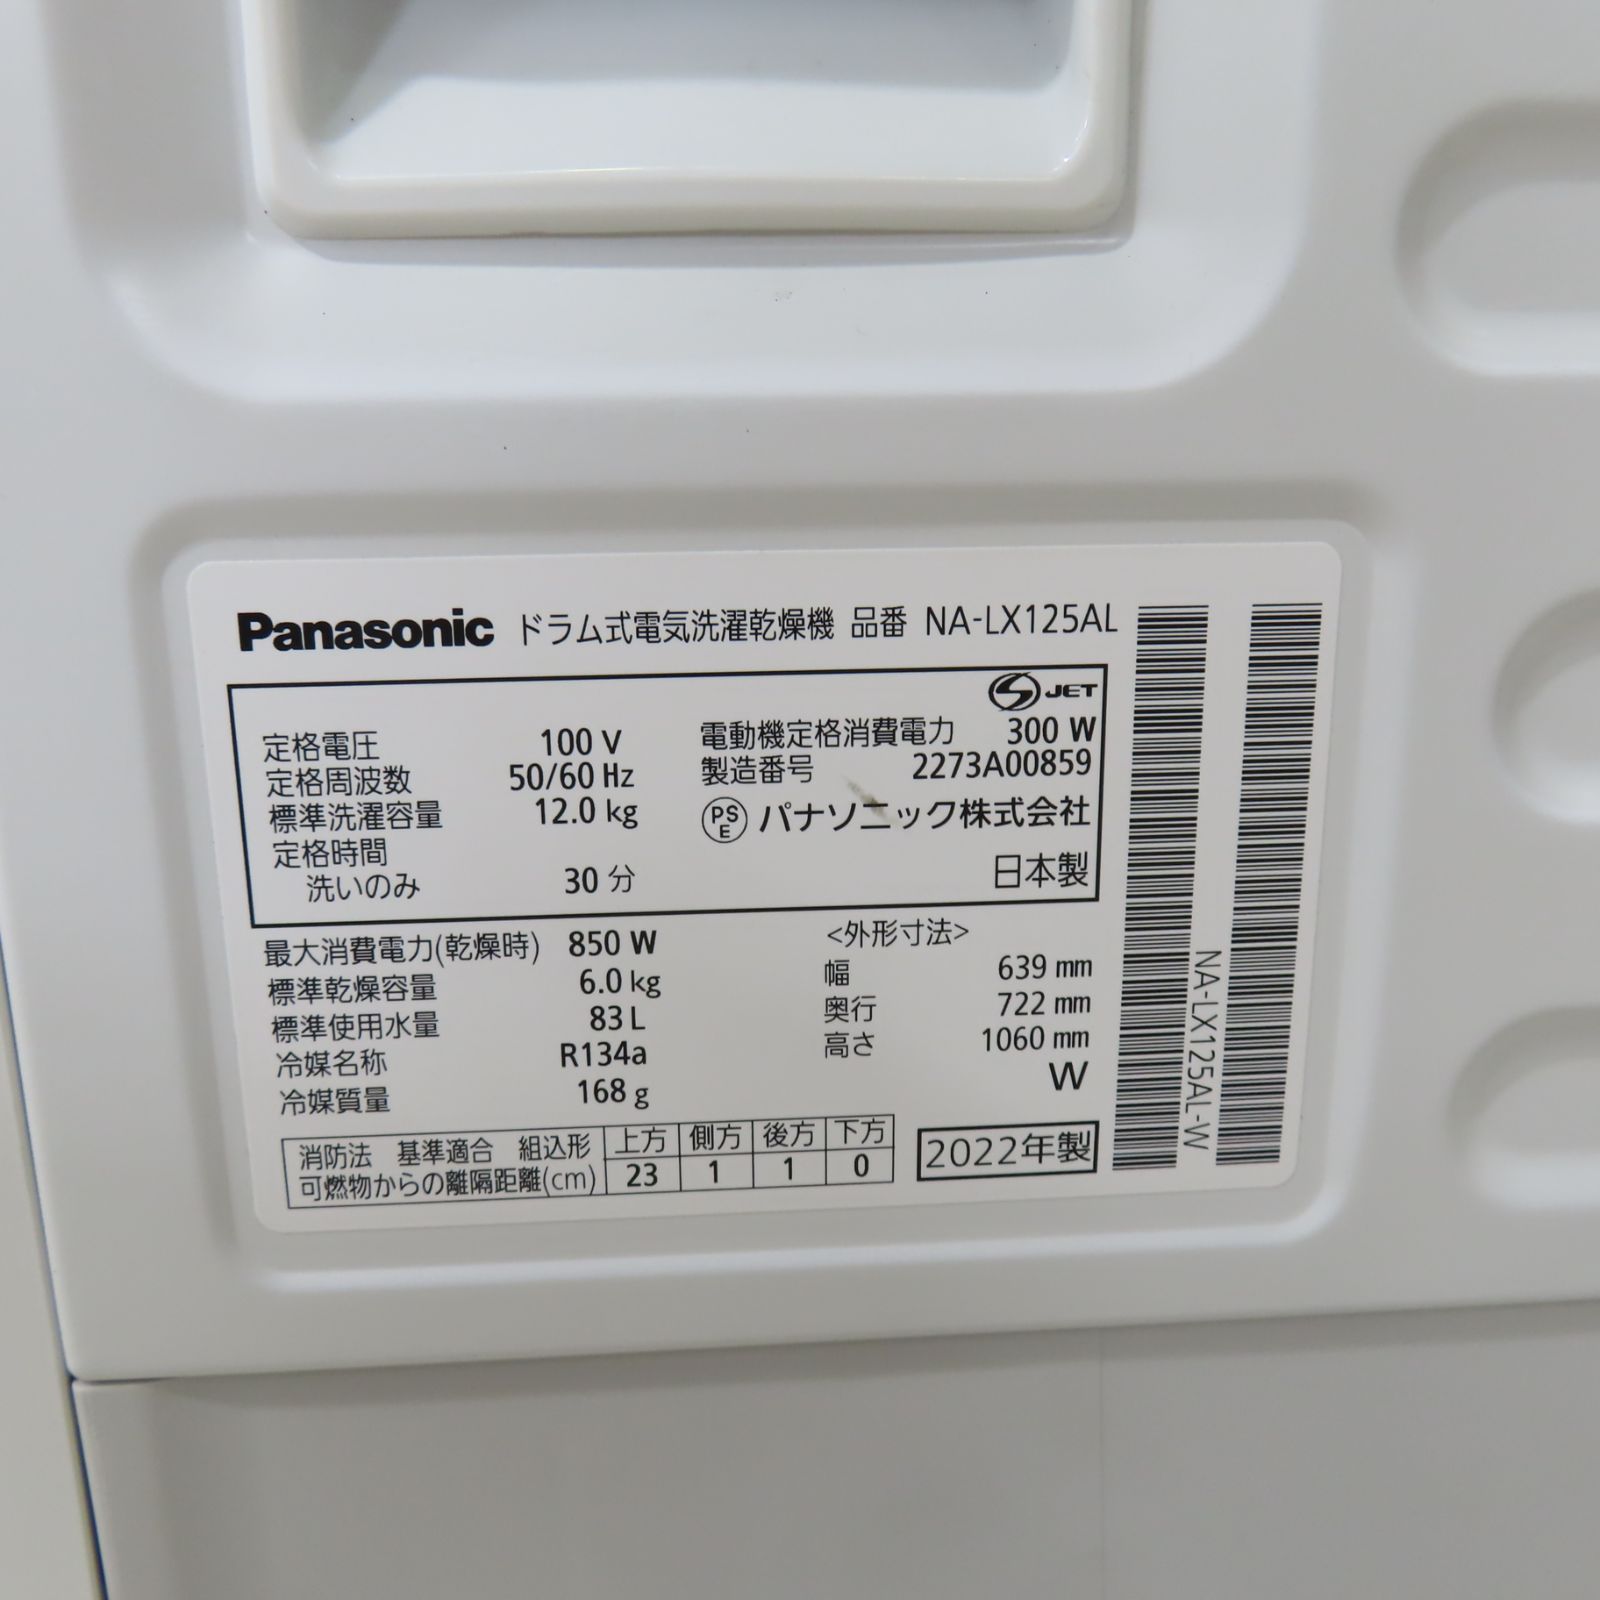 Panasonic ドラム式電気洗濯乾燥機 品番 NA-LX125AL
JET
定格電圧 100 V
定格周波数 50/60 Hz
標準洗濯容量 12.0 kg
定格時間
洗いのみ 30 分
電動機定格消費電力 300 W
製造番号 2273A00859
PS E パナソニック株式会社
日本製
最大消費電力(乾燥時) 850 W
標準乾燥容量 6.0 kg
標準使用水量 83 L
冷媒名称 R134a
冷媒質量 168 g
<外形寸法>
幅 639 mm
奥行 722 mm
高さ 1060 mm
W
消防法 基準適合 組込形 上方 側方 後方 下方
可燃物からの離隔距離(cm) 23 1 1 0
2022年製
NA-LX125AL-W